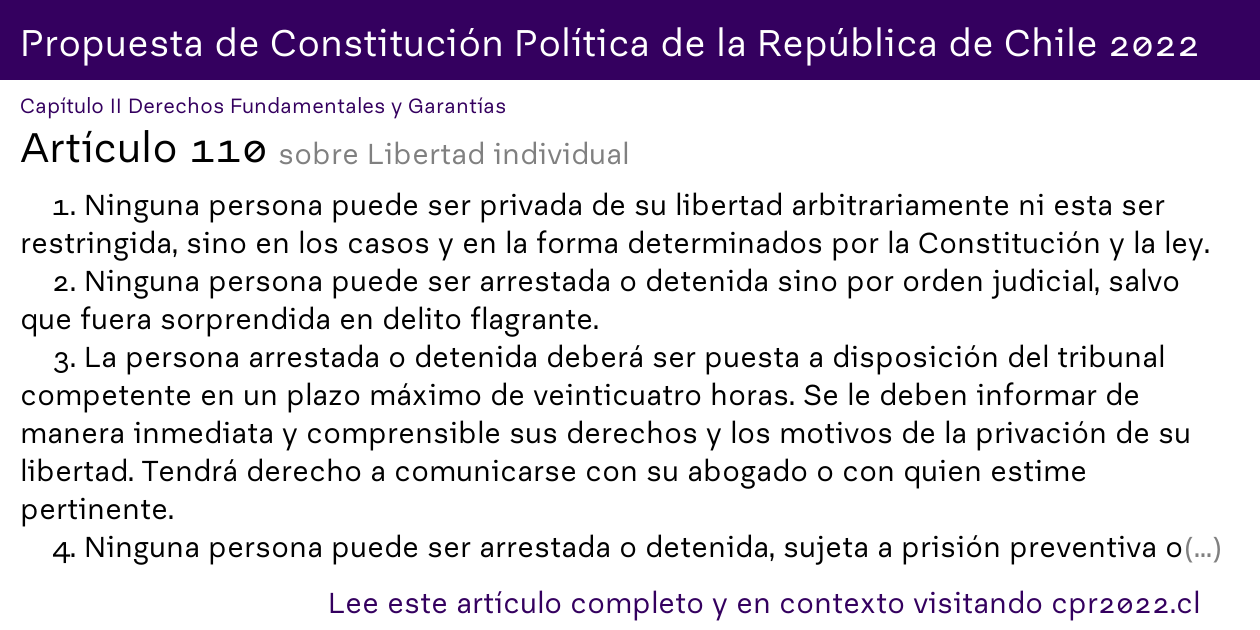 Propuesta de Constitución Política de la República de Chile 2022
Capítulo II Derechos Fundamentales y Garantías
Artículo 110 sobre Libertad individual
1. Ninguna persona puede ser privada de su libertad arbitrariamente ni esta ser
restringida, sino en los casos y en la forma determinados por la Constitución y la ley.
2. Ninguna persona puede ser arrestada o detenida sino por orden judicial, salvo
que fuera sorprendida en delito flagrante.
3. La persona arrestada o detenida deberá ser puesta a disposición del tribunal
competente en un plazo máximo de veinticuatro horas. Se le deben informar de
manera inmediata y comprensible sus derechos y los motivos de la privación de su
libertad. Tendrá derecho a comunicarse con su abogado o con quien estime
pertinente.
4. Ninguna persona puede ser arrestada o detenida, sujeta a prisión preventiva o(...)
Lee este artículo completo y en contexto visitando cpr2022.cl